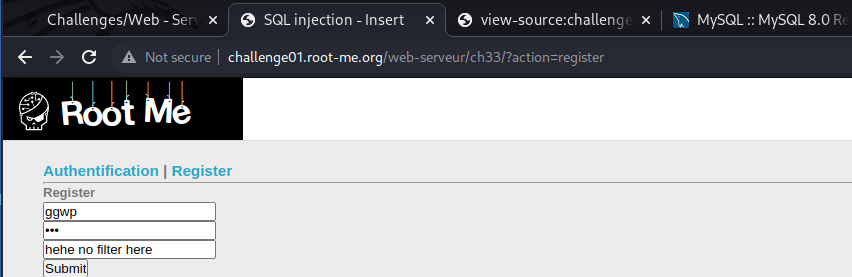 Challenges/Web - Serv
SQL injection - Insert
view-source:challenge
MySQL :: MySQL 8.0 Re
Not secure | challenge01.root-me.org/web-serveur/ch33/?action=register
Root Me
Authentification | Register
Register
ggwp
•••
hehe no filter here
Submit